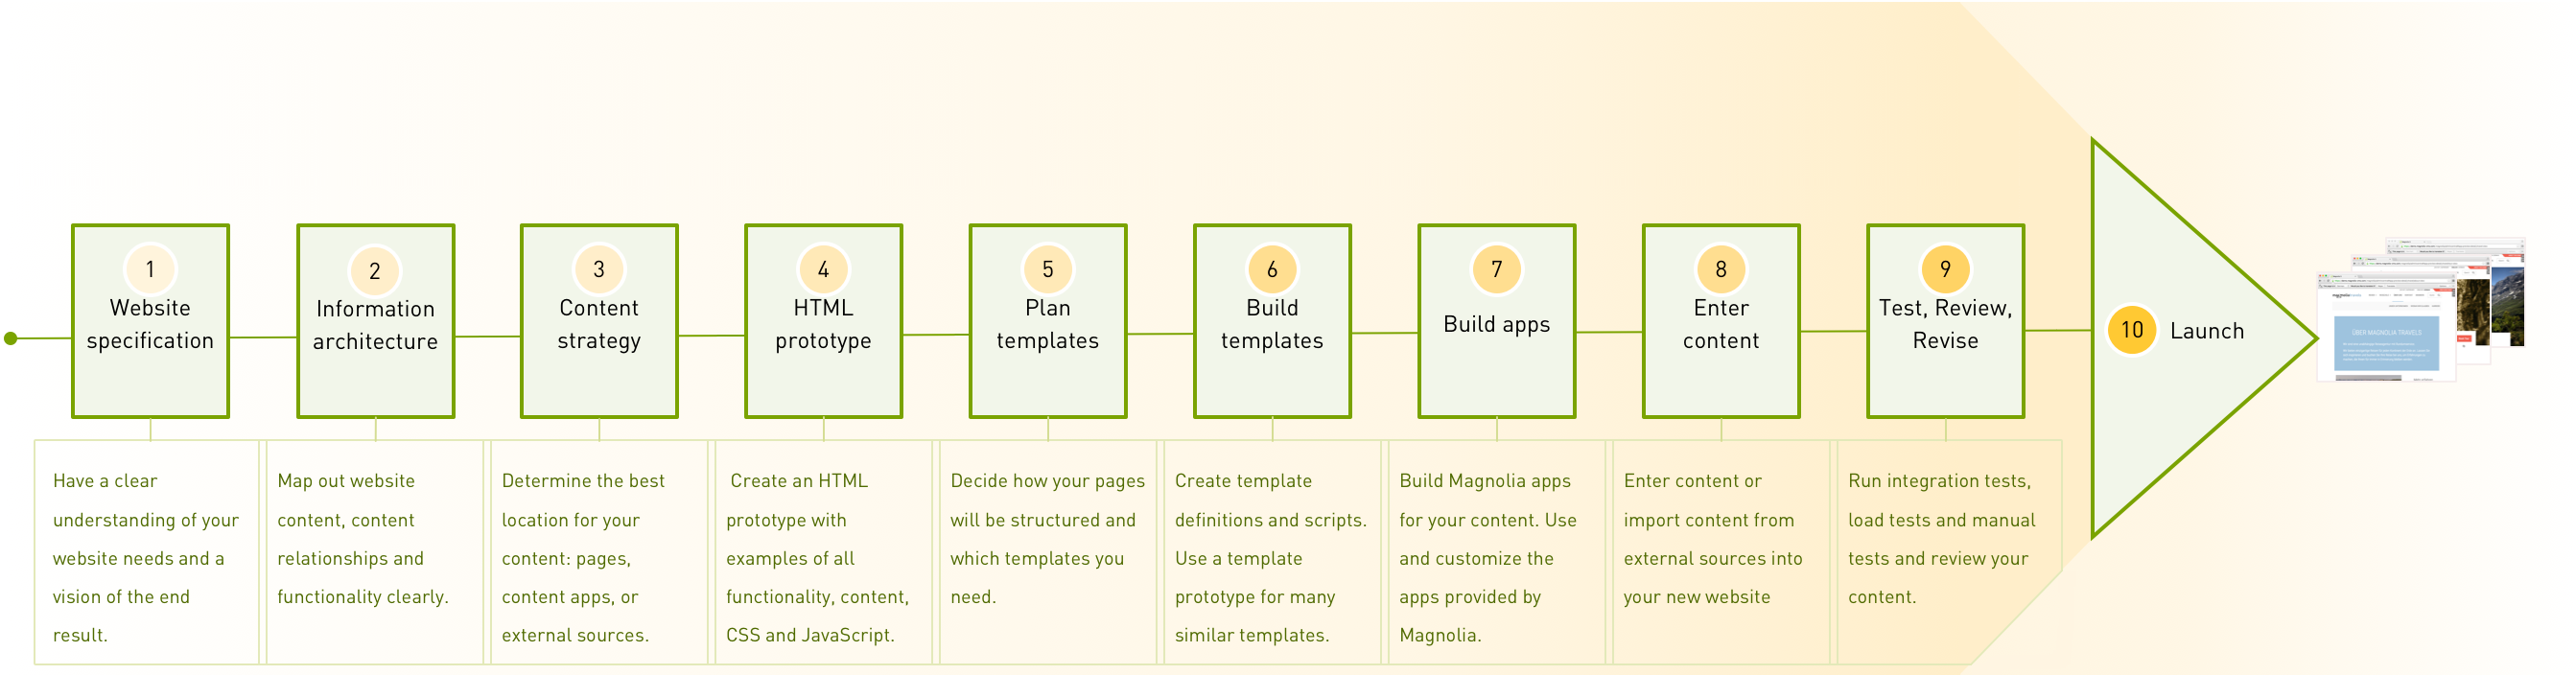 1
Website
specification
2
Information
architecture
3
Content
strategy
4
HTML
prototype
5
Plan
templates
6
Build
templates
7
Build apps
8
Enter
content
9
Test, Review,
Revise
10
Launch
ÜBER MAGNOLIA TRAVELS
Have a clear
understanding of your
website needs and a
vision of the end
result.
Map out website
content, content
relationships and
functionality clearly.
Determine the best
location for your
content: pages,
content apps, or
external sources.
Create an HTML
prototype with
examples of all
functionality, content,
CSS and JavaScript.
Decide how your pages
will be structured and
which templates you
need.
Create template
definitions and scripts.
Use a template
prototype for many
similar templates.
Build Magnolia apps
for your content. Use
and customize the
apps provided by
Magnolia.
Enter content or
import content from
external sources into
your new website
Run integration tests,
load tests and manual
tests and review your
content.